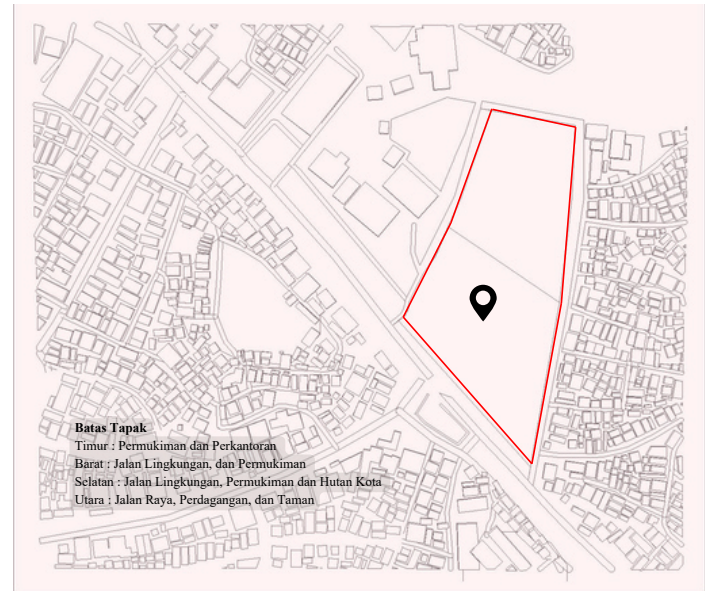 Batas Tapak
Timur : Permukiman dan Perkantoran
Barat : Jalan Lingkungan, dan Permukiman
Selatan : Jalan Lingkungan, Permukiman dan Hutan Kota
Utara : Jalan Raya, Perdagangan, dan Taman